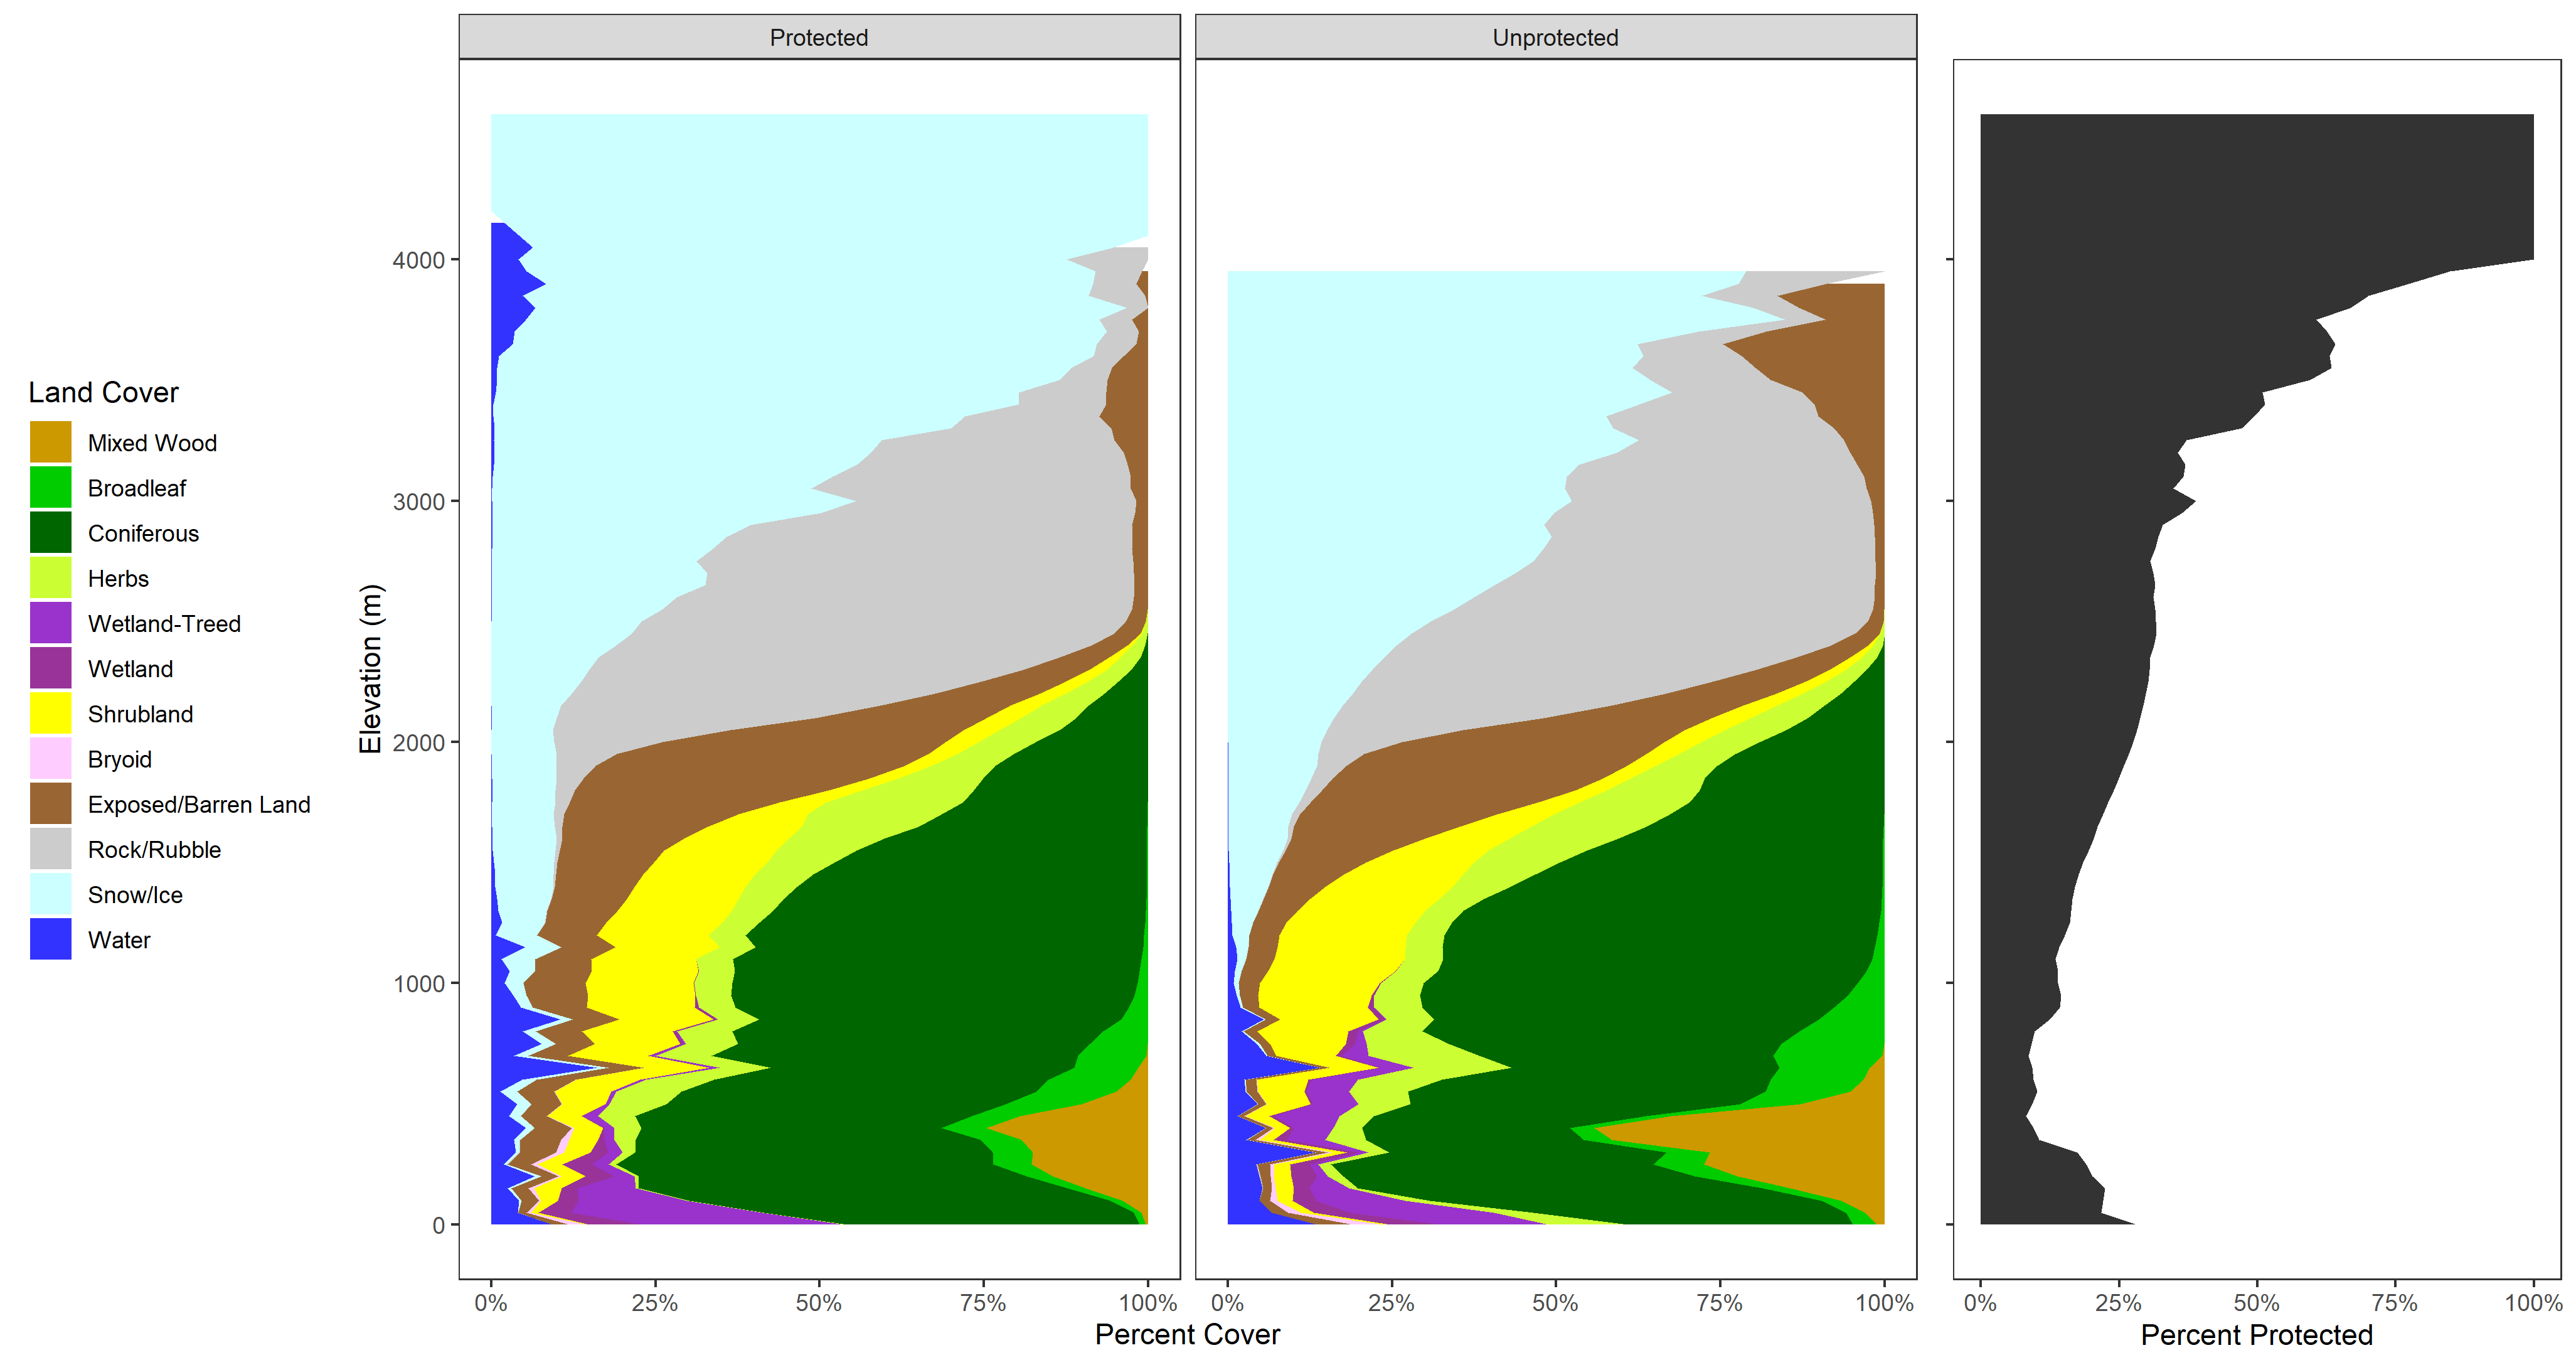 Protected
Unprotected
Land Cover
Mixed Wood
Broadleaf
Coniferous
Herbs
Wetland-Treed
Wetland
Shrubland
Bryoid
Exposed/Barren Land
Rock/Rubble
Snow/Ice
Water
Elevation (m)
4000
3000
2000
1000
0
0% 25% 50% 75% 100%
0% 25% 50% 75% 100%
0% 25% 50% 75% 100%
Percent Cover
Percent Protected